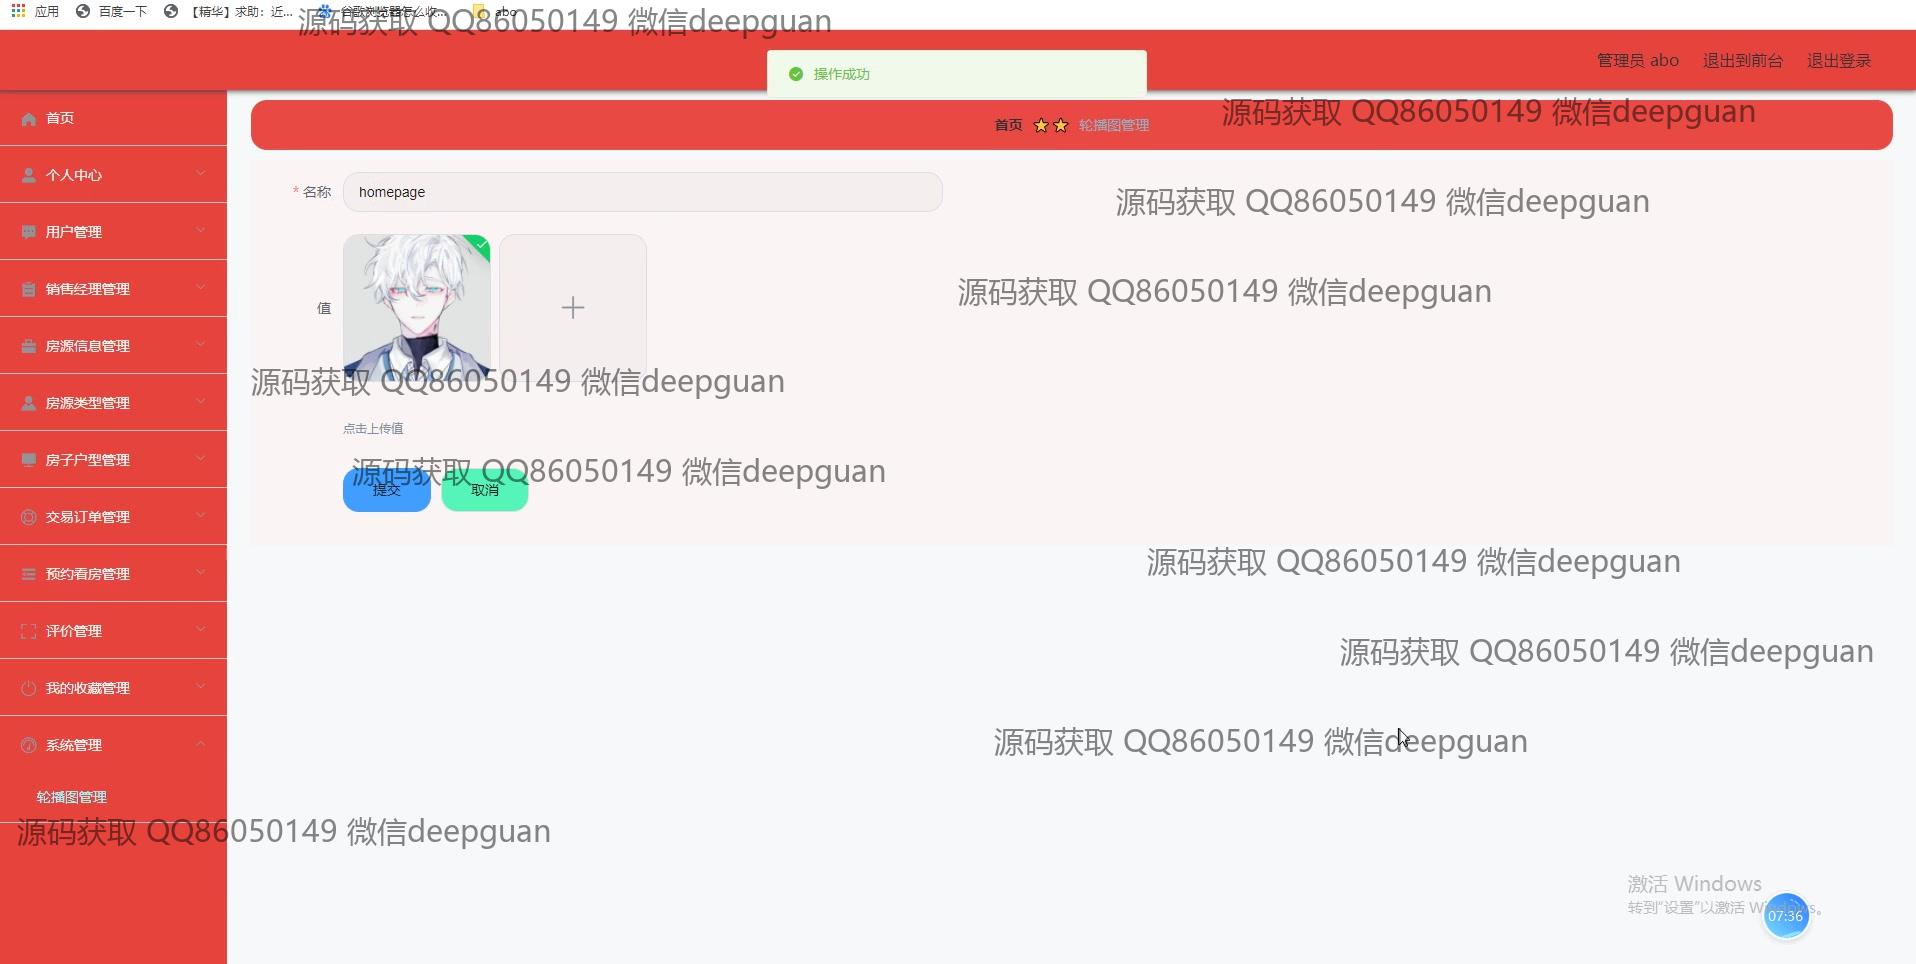 应用 百度一下 【精华】求助：近... 谷歌浏览器怎么收... abo
源码获取 QQ86050149 微信deepguan
操作成功
管理员 abo 退出到前台 退出登录
首页
个人中心
用户管理
销售经理管理
房源信息管理
房源类型管理
房子户型管理
交易订单管理
预约看房管理
评价管理
我的收藏管理
系统管理
轮播图管理
首页 轮播图管理
源码获取 QQ86050149 微信deepguan
* 名称 homepage
源码获取 QQ86050149 微信deepguan
源码获取 QQ86050149 微信deepguan
值
源码获取 QQ86050149 微信deepguan
点击上传值
源码获取 QQ86050149 微信deepguan
提交 取消
源码获取 QQ86050149 微信deepguan
源码获取 QQ86050149 微信deepguan
源码获取 QQ86050149 微信deepguan
源码获取 QQ86050149 微信deepguan
激活 Windows
转到"设置"以激活 Windows。
07:36